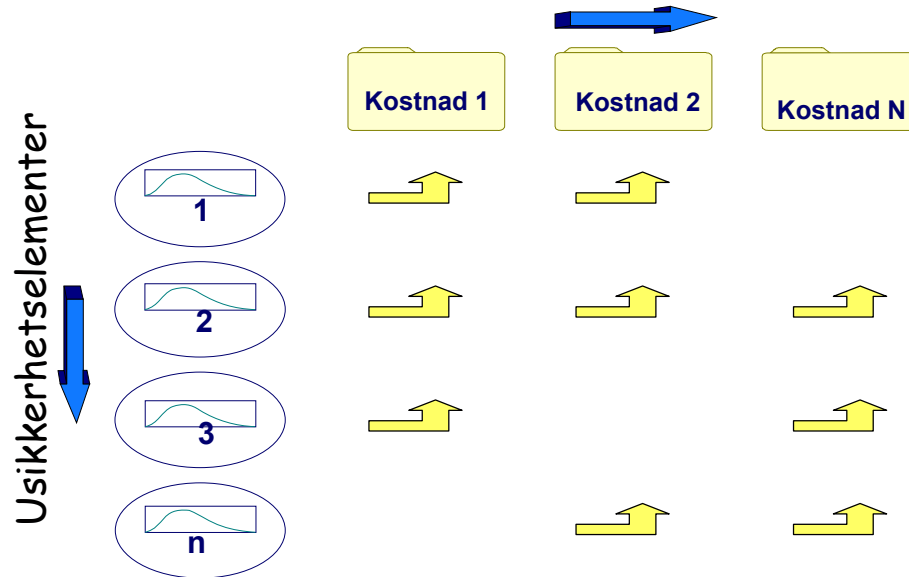 Kostnad 1
Kostnad 2
Kostnad N
Usikkerhetselementer
1
2
3
n